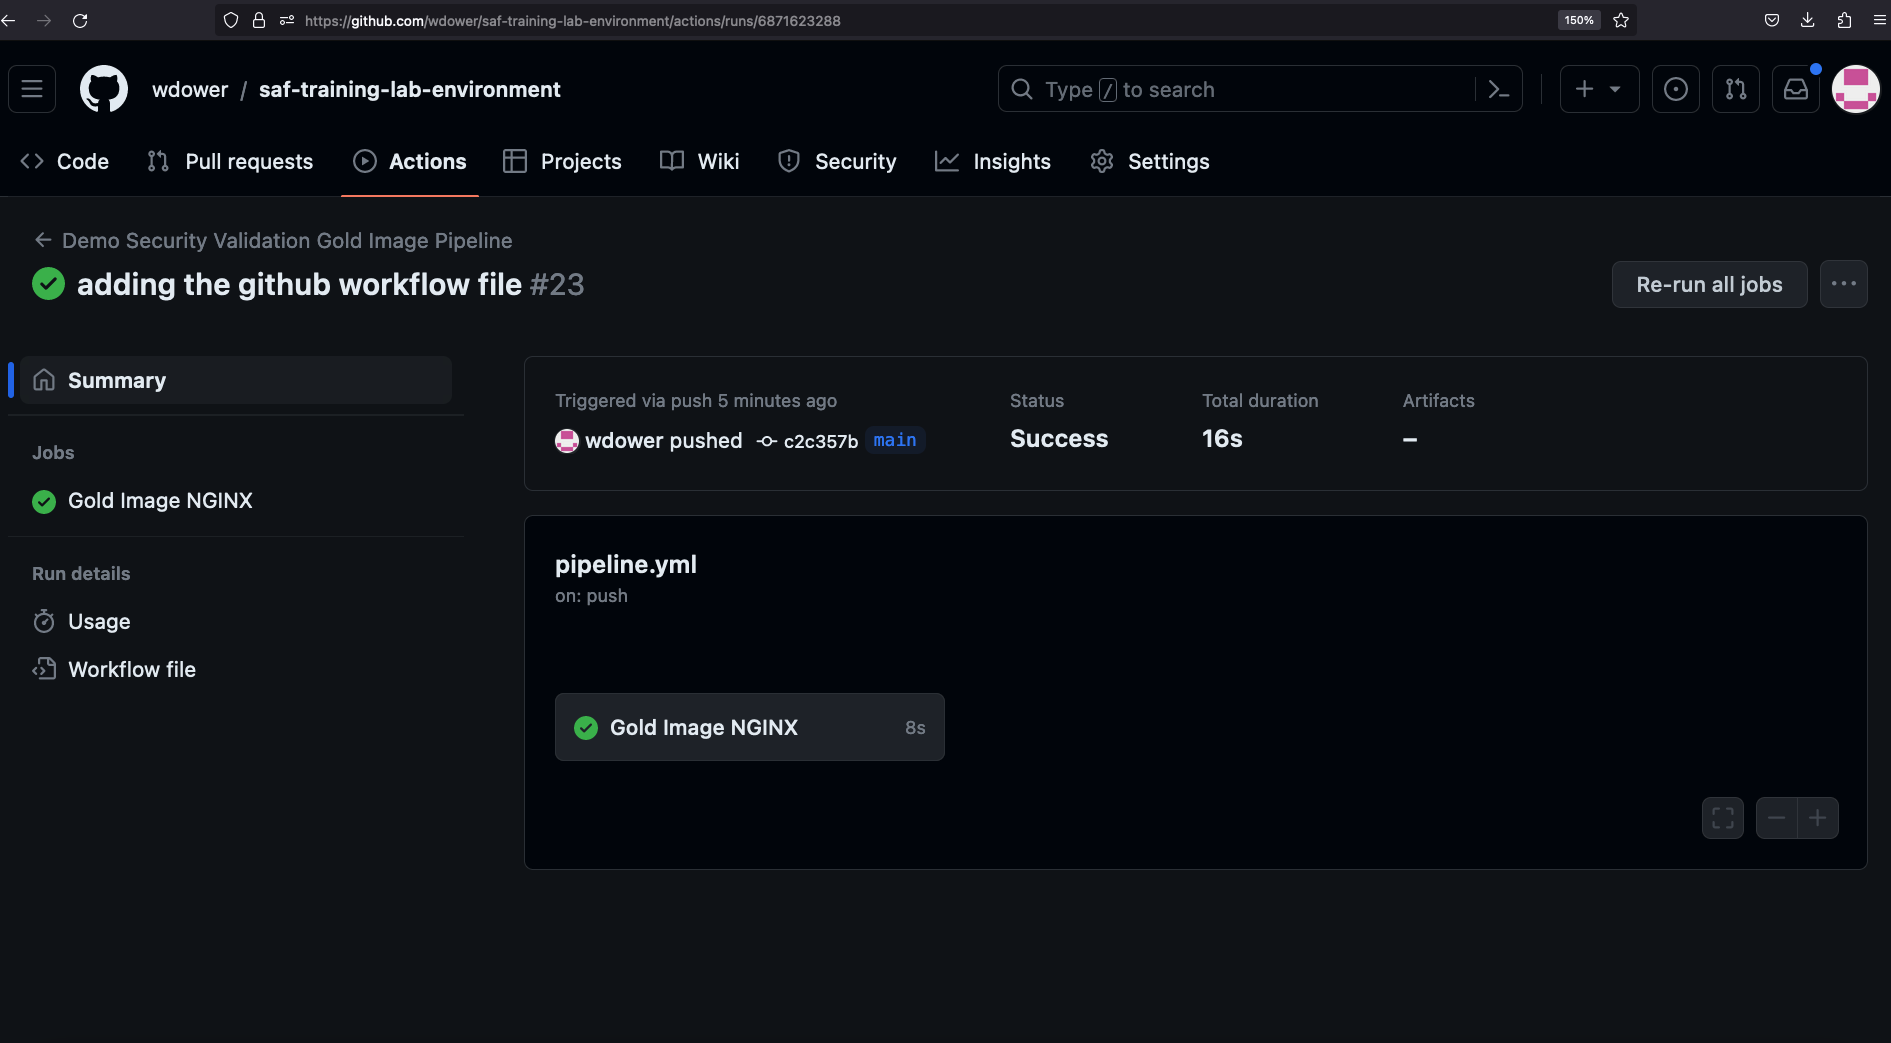 https://github.com/wdower/saf-training-lab-environment/actions/runs/6871623288
150%
wdower / saf-training-lab-environment
Type / to search
Code
Pull requests
Actions
Projects
Wiki
Security
Insights
Settings
Demo Security Validation Gold Image Pipeline
adding the github workflow file #23
Re-run all jobs
Summary
Jobs
Gold Image NGINX
Run details
Usage
Workflow file
Triggered via push 5 minutes ago
wdower pushed c2c357b main
Status
Success
Total duration
16s
Artifacts
–
pipeline.yml
on: push
Gold Image NGINX 8s